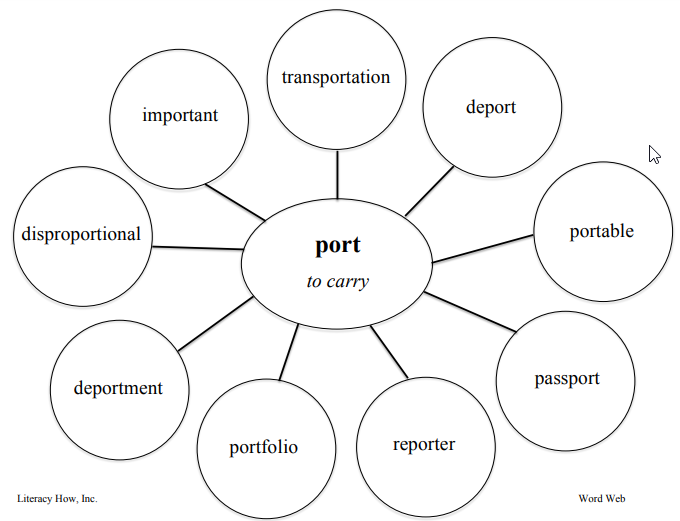 transportation
deport
important
portable
disproportional
port
to carry
passport
deportment
reporter
portfolio
Literacy How, Inc.
Word Web